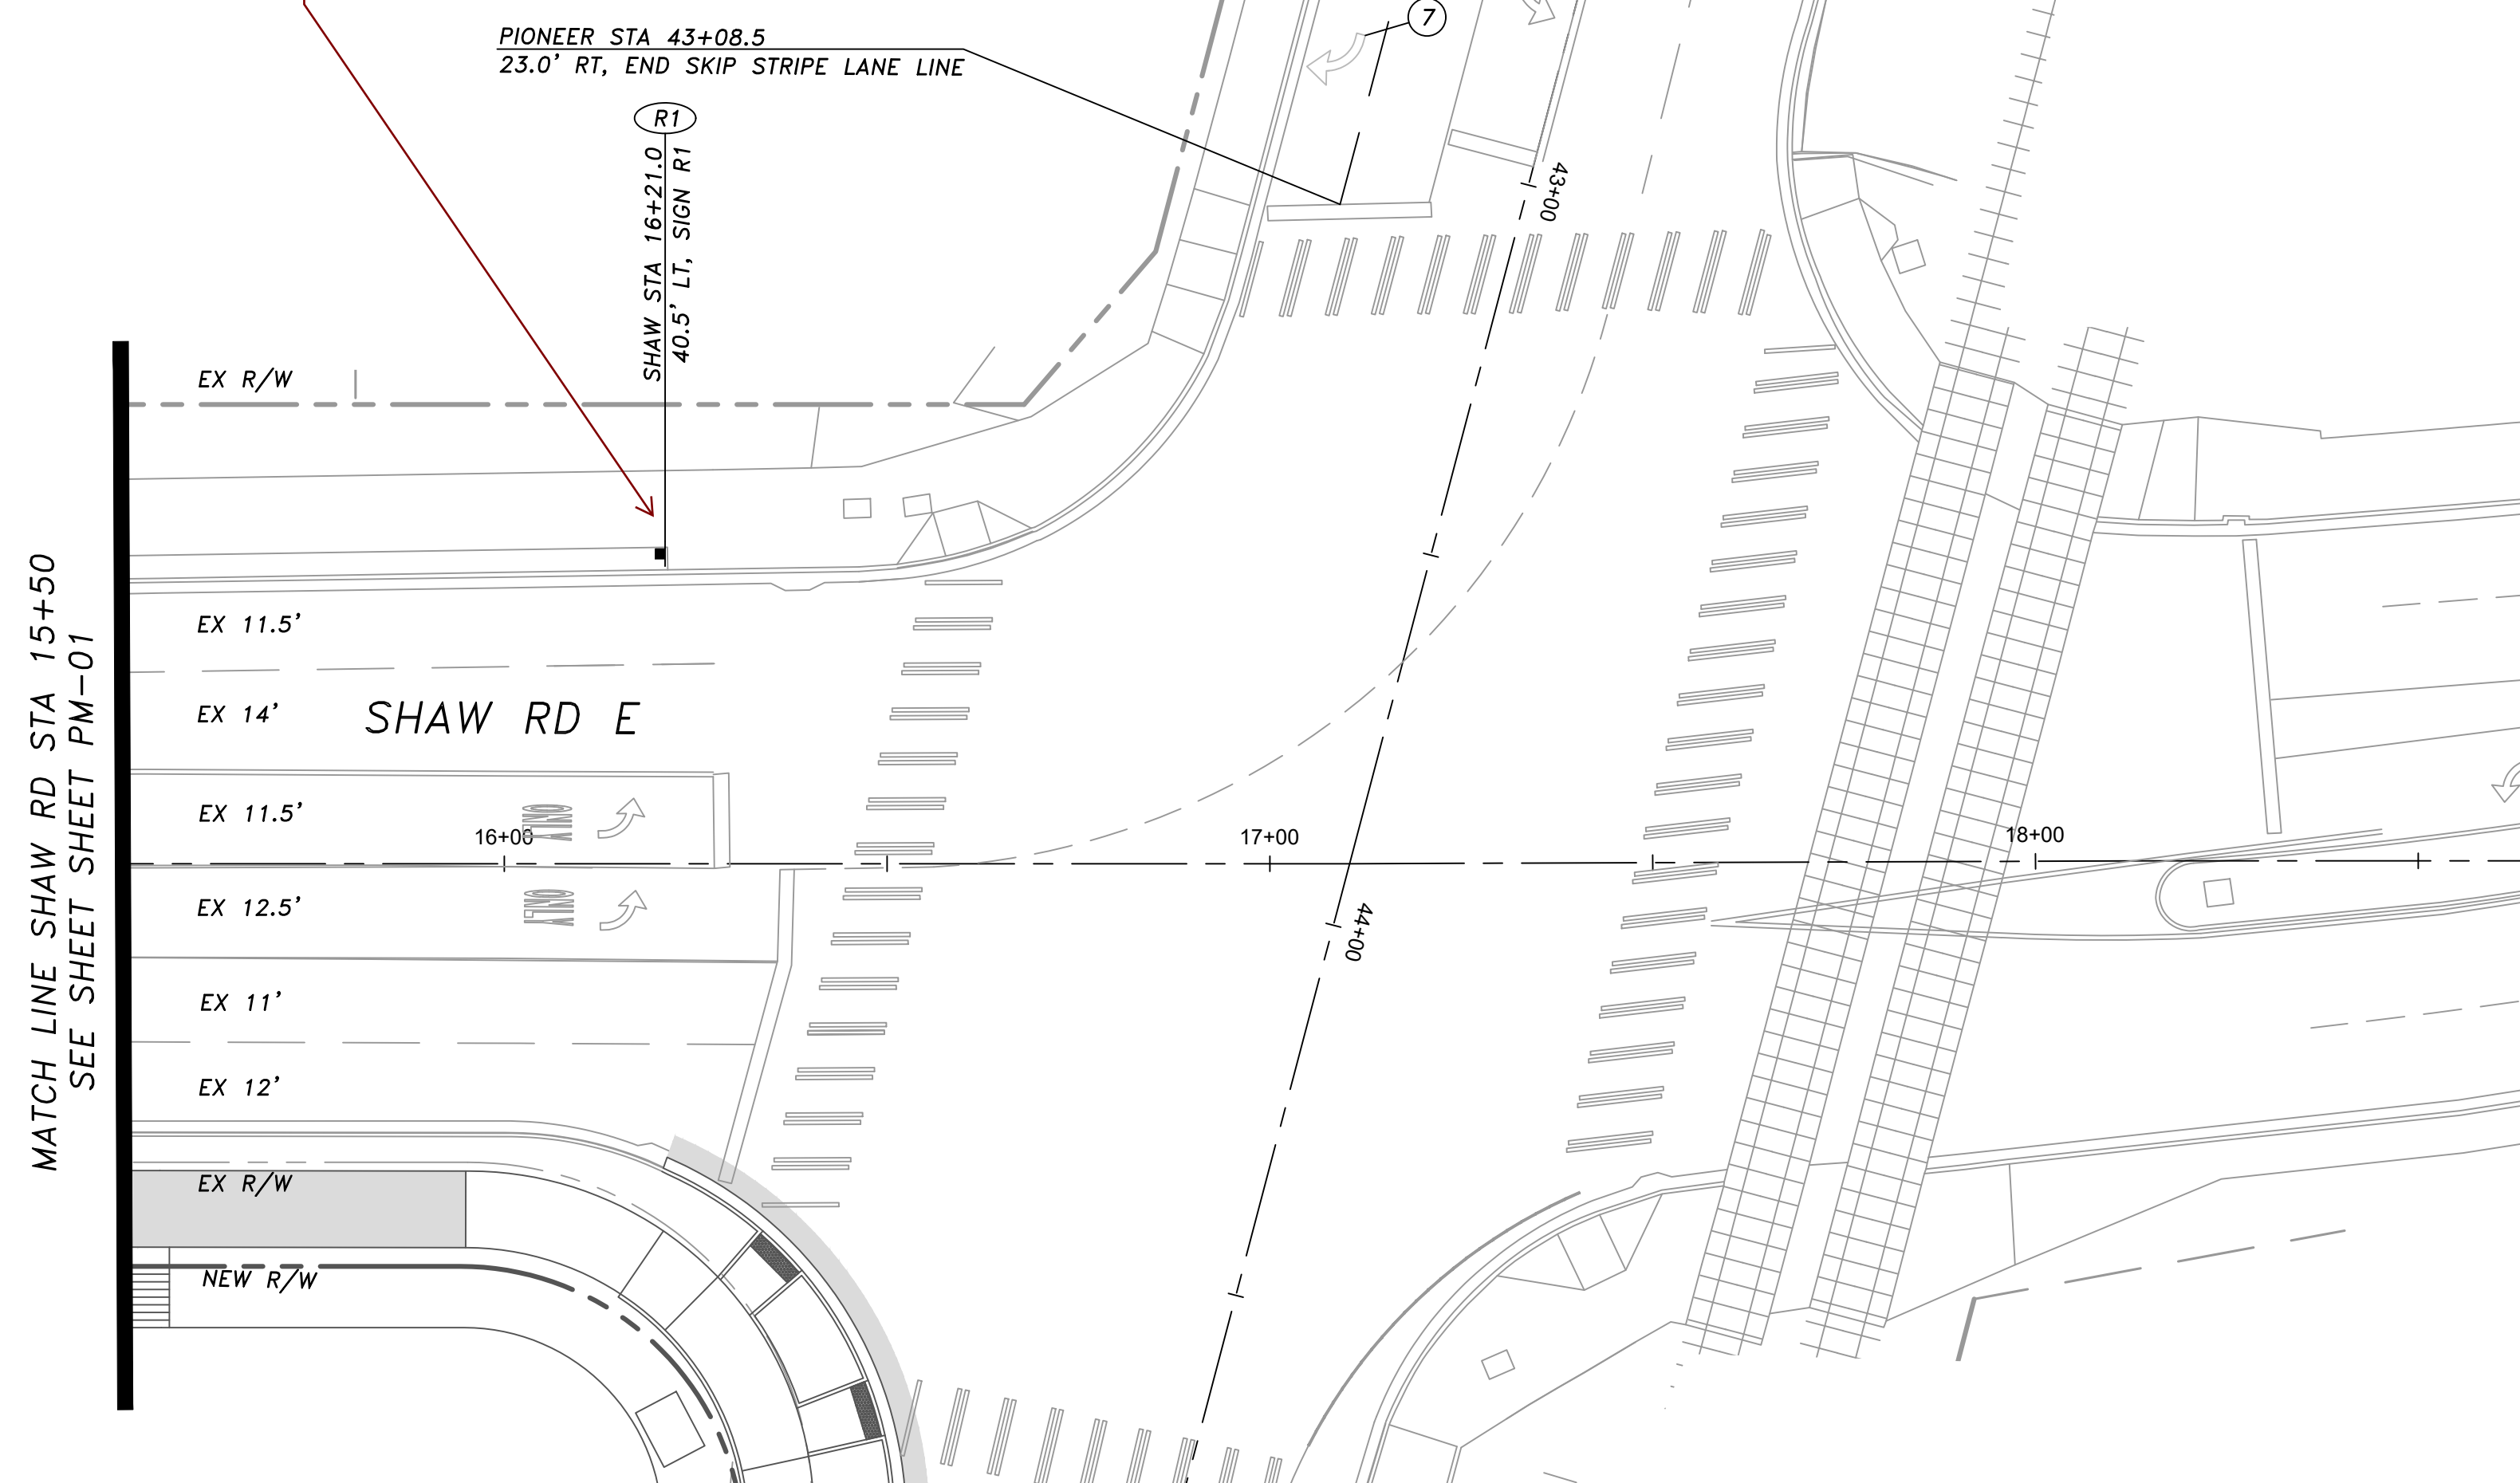 PIONEER STA 43+08.5
23.0' RT, END SKIP STRIPE LANE LINE
7
R1
SHAW STA 16+21.0
40.5' LT, SIGN R1
43+00
EX R/W
MATCH LINE SHAW RD STA 15+50
SEE SHEET SHEET PM-01
EX 11.5'
EX 14'
SHAW RD E
EX 11.5'
ONLY
16+00
17+00
18+00
EX 12.5'
ONLY
44+00
EX 11'
EX 12'
EX R/W
NEW R/W